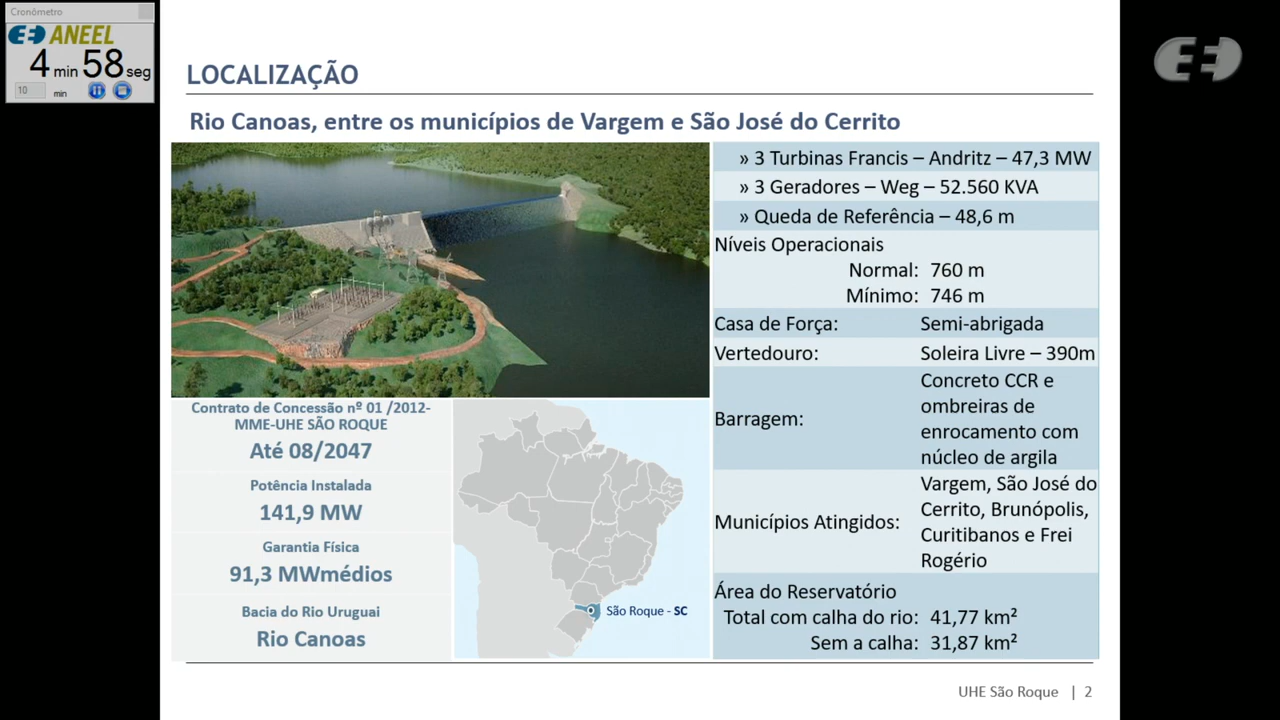 Cronômetro
ANEEL
4 min 58 seg
10 min
LOCALIZAÇÃO
Rio Canoas, entre os municípios de Vargem e São José do Cerrito
» 3 Turbinas Francis – Andritz – 47,3 MW
» 3 Geradores – Weg – 52.560 KVA
» Queda de Referência – 48,6 m
Níveis Operacionais
Normal: 760 m
Mínimo: 746 m
Casa de Força: Semi-abrigada
Vertedouro: Soleira Livre – 390m
Barragem: Concreto CCR e
ombreiras de
enrocamento com
núcleo de argila
Municípios Atingidos: Vargem, São José do
Cerrito, Brunópolis,
Curitibanos e Frei
Rogério
Área do Reservatório
Total com calha do rio: 41,77 km²
Sem a calha: 31,87 km²
Contrato de Concessão nº 01 /2012-
MME-UHE SÃO ROQUE
Até 08/2047
Potência Instalada
141,9 MW
Garantia Física
91,3 MWmédios
Bacia do Rio Uruguai
Rio Canoas
São Roque - SC
UHE São Roque | 2